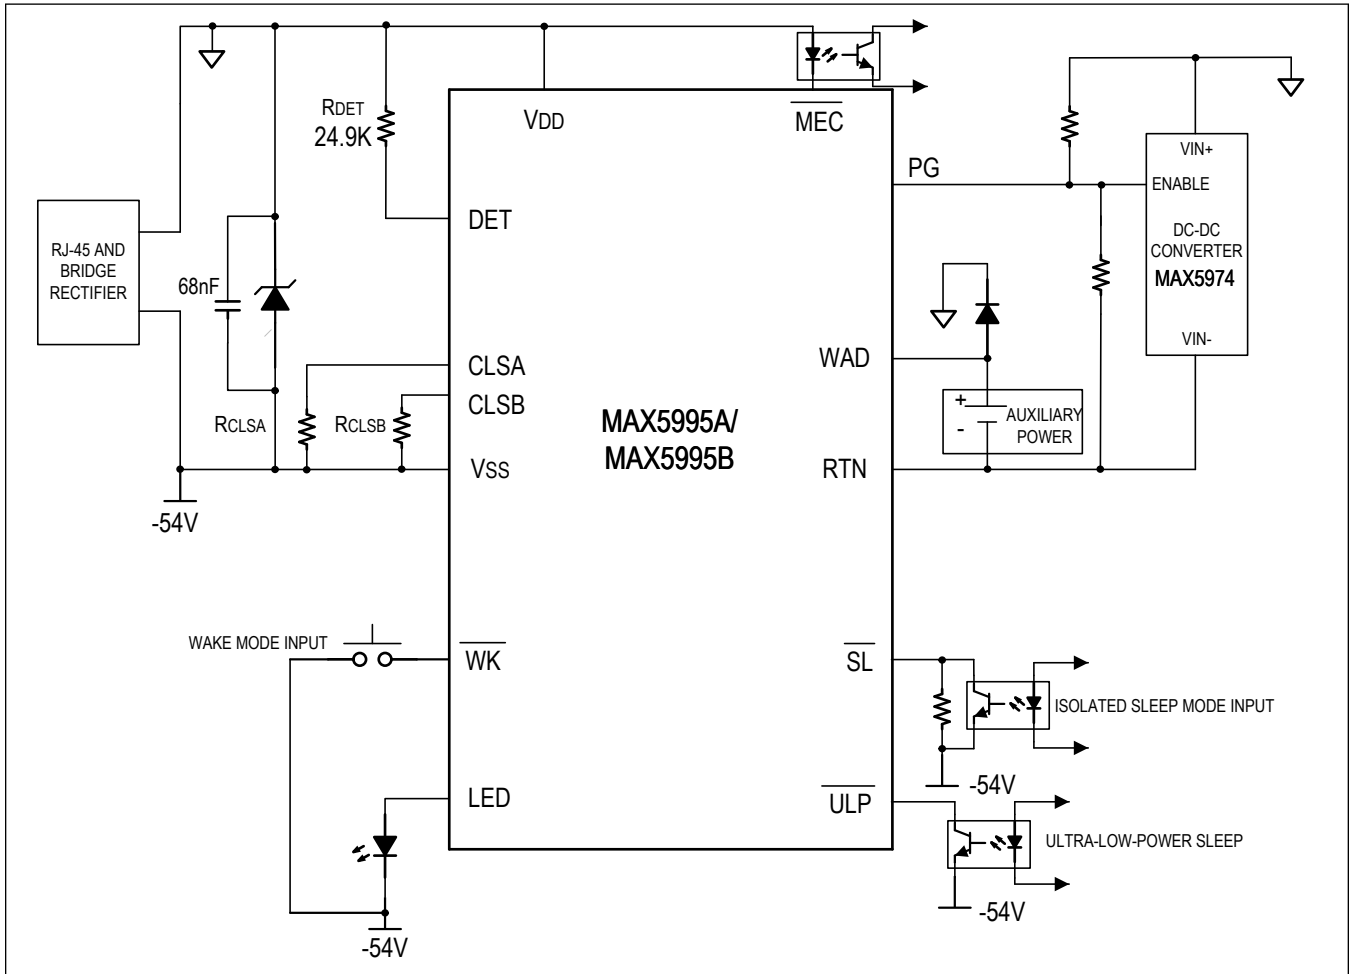 RDET
24.9K
VDD
MEC
PG
VIN+
ENABLE
DC-DC
CONVERTER
MAX5974
VIN-
RJ-45 AND
BRIDGE
RECTIFIER
68nF
DET
CLSA
CLSB
RCLSA
RCLSB
VSS
-54V
MAX5995A/
MAX5995B
WAD
+
-
AUXILIARY
POWER
RTN
WAKE MODE INPUT
WK
SL
ISOLATED SLEEP MODE INPUT
-54V
LED
ULP
ULTRA-LOW-POWER SLEEP
-54V
-54V